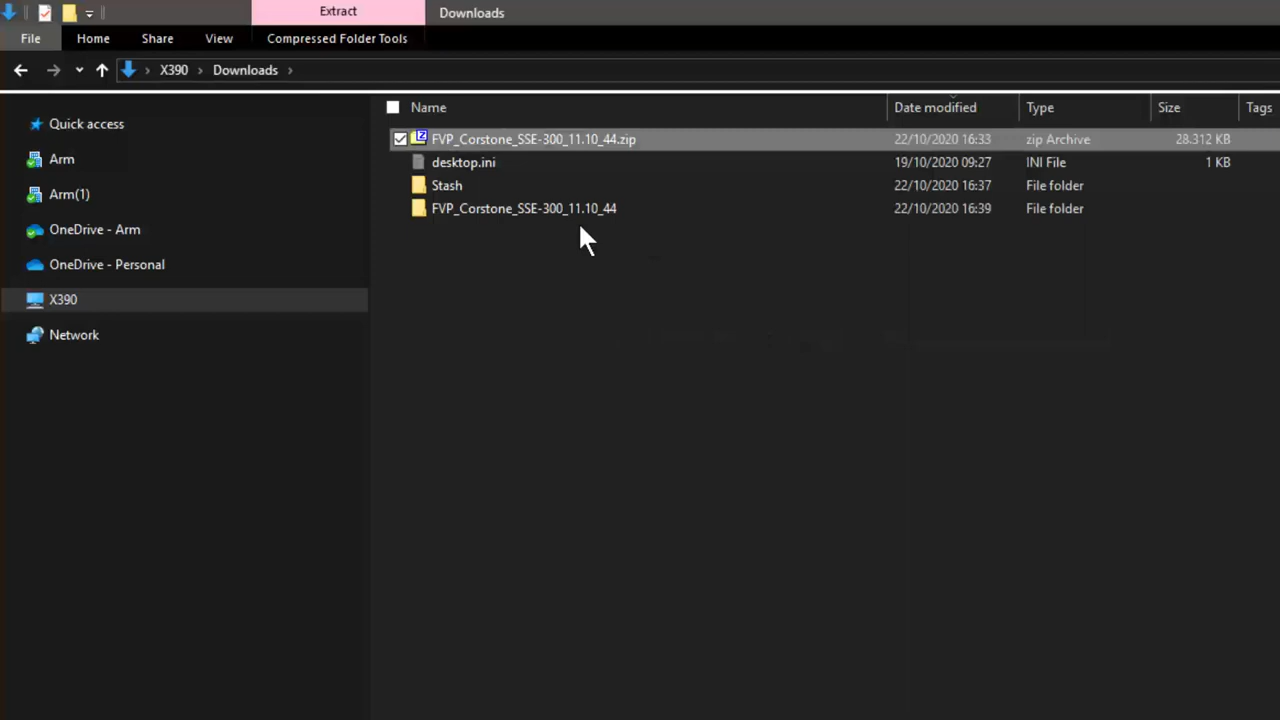 Extract Downloads
File Home Share View Compressed Folder Tools
X390 Downloads
Name Date modified Type Size Tags
Quick access
Arm
Arm(1)
OneDrive - Arm
OneDrive - Personal
X390
Network
FVP_Corstone_SSE-300_11.10_44.zip 22/10/2020 16:33 zip Archive 28.312 KB
desktop.ini 19/10/2020 09:27 INI File 1 KB
Stash 22/10/2020 16:37 File folder
FVP_Corstone_SSE-300_11.10_44 22/10/2020 16:39 File folder